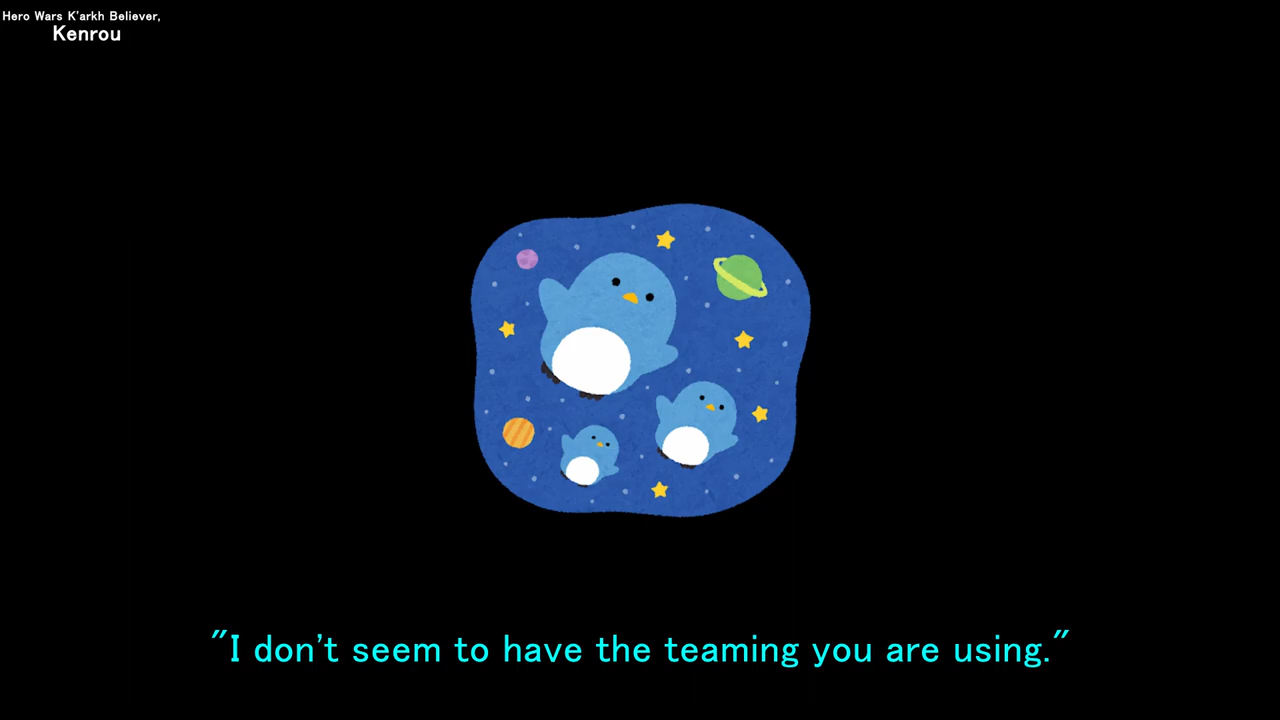 Hero Wars K'arkh Believer,
Kenrou
"I don't seem to have the teaming you are using."